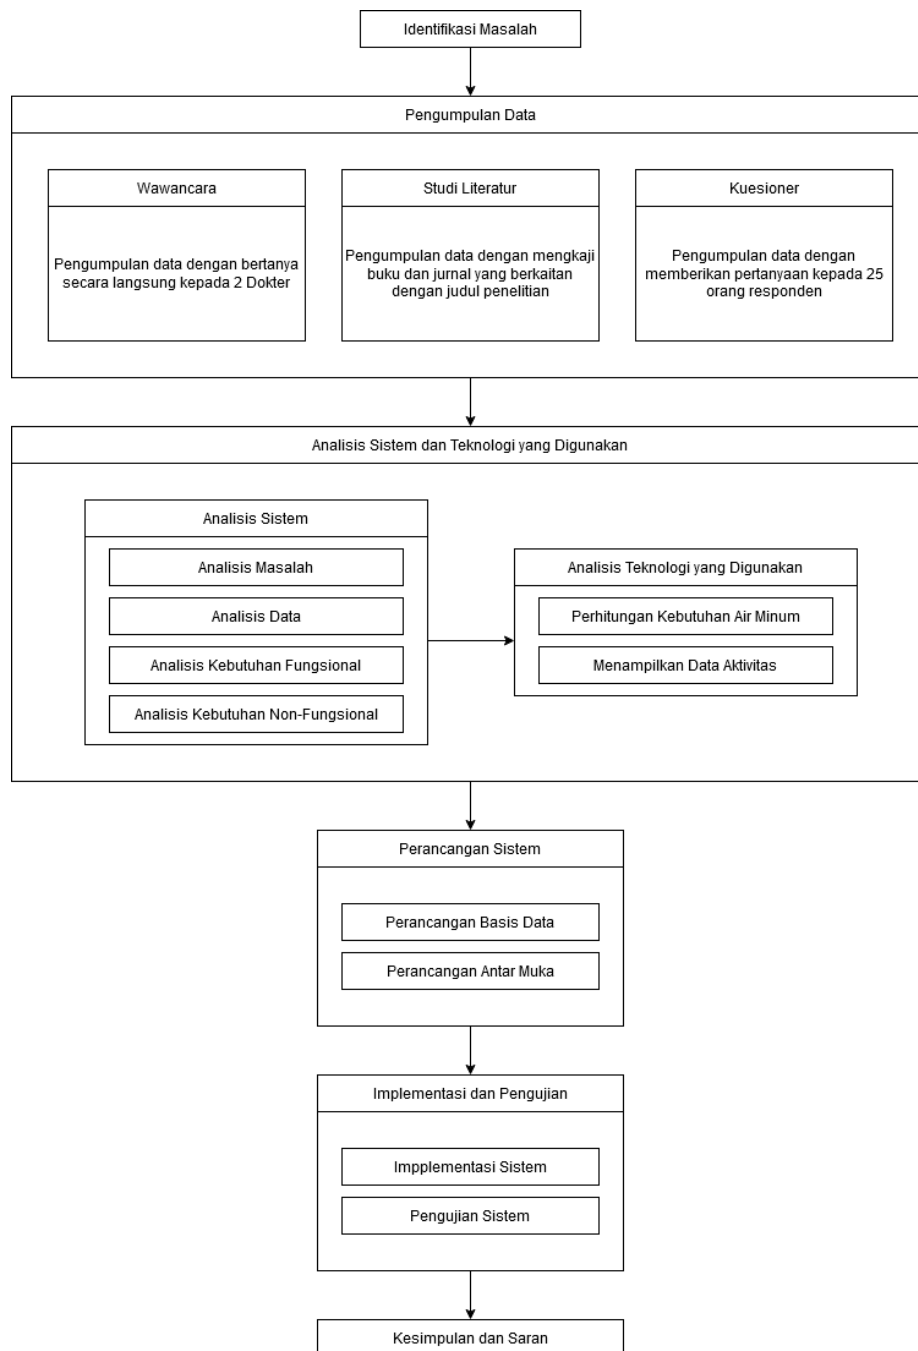 Identifikasi Masalah
Pengumpulan Data
Wawancara
Pengumpulan data dengan bertanya
secara langsung kepada 2 Dokter
Studi Literatur
Pengumpulan data dengan mengkaji
buku dan jurnal yang berkaitan
dengan judul penelitian
Kuesioner
Pengumpulan data dengan
memberikan pertanyaan kepada 25
orang responden
Analisis Sistem dan Teknologi yang Digunakan
Analisis Sistem
Analisis Masalah
Analisis Data
Analisis Kebutuhan Fungsional
Analisis Kebutuhan Non-Fungsional
Analisis Teknologi yang Digunakan
Perhitungan Kebutuhan Air Minum
Menampilkan Data Aktivitas
Perancangan Sistem
Perancangan Basis Data
Perancangan Antar Muka
Implementasi dan Pengujian
Impplementasi Sistem
Pengujian Sistem
Kesimpulan dan Saran